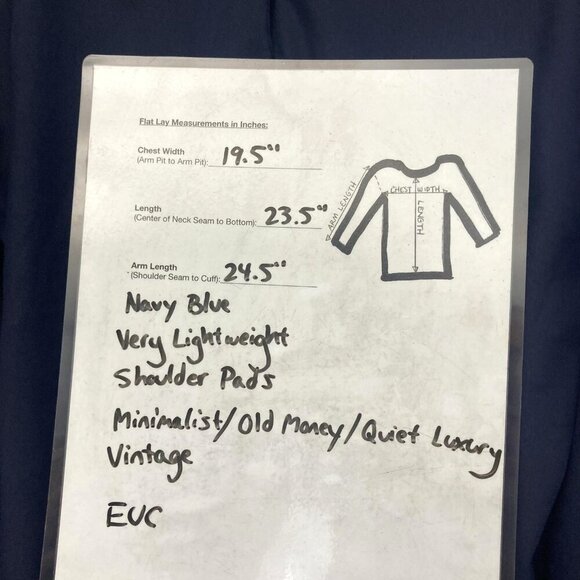 Flat Lay Measurements in Inches:
Chest Width
(Arm Pit to Arm Pit): 19.5"
Length
(Center of Neck Seam to Bottom): 23.5"
Arm Length
(Shoulder Seam to Cuff): 24.5"
ARM LENGTH
CHEST WIDTH
LENGTH
Navy Blue
Very Lightweight
Shoulder Pads
Minimalist/Old Money/Quiet Luxury
Vintage
EUC